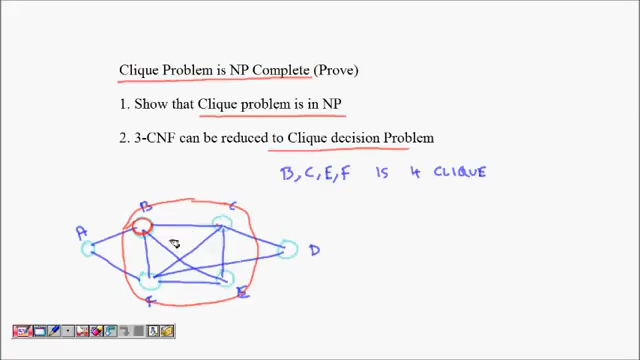 Clique Problem is NP Complete (Prove)
1. Show that Clique problem is in NP
2. 3-CNF can be reduced to Clique decision Problem
B, C, E, F IS 4 CLIQUE
B
C
A
D
F
E